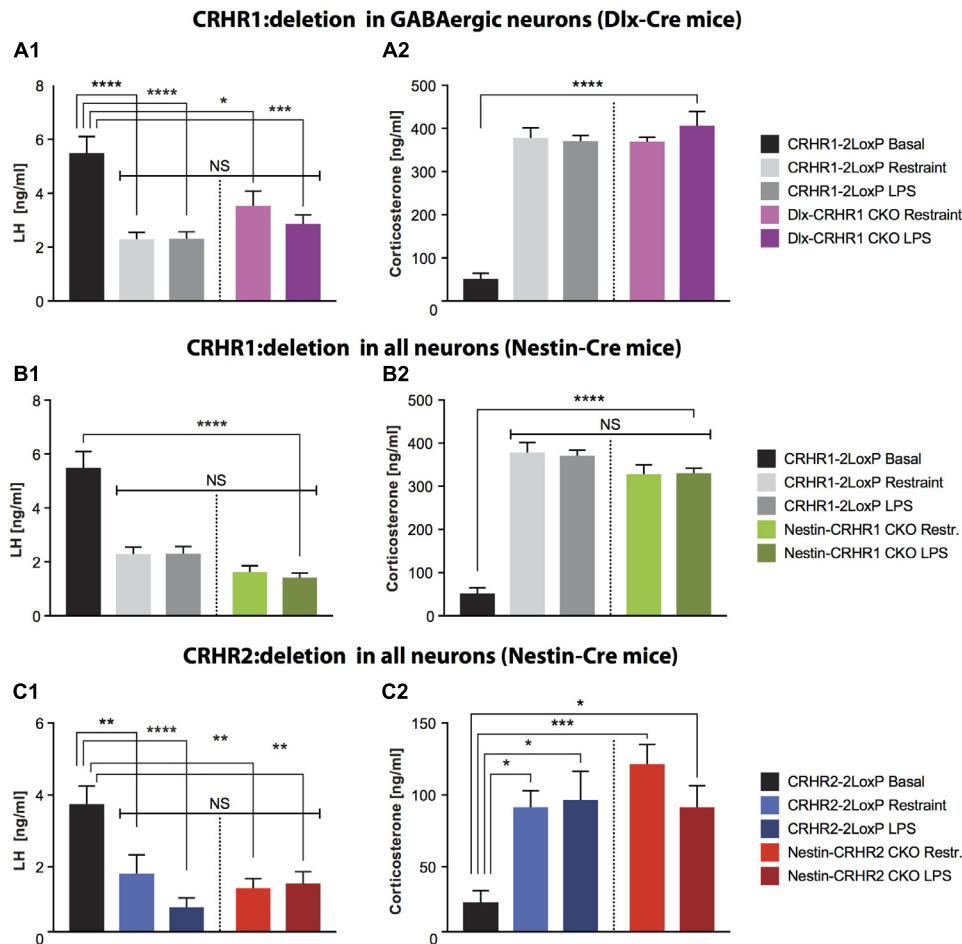 CRHR1:deletion in GABAergic neurons (Dlx-Cre mice)
A1
8
6
4
2
0
LH [ng/ml]
****
****
*
***
NS
A2
500
400
300
200
100
0
Corticosterone [ng/ml]
****
CRHR1-2LoxP Basal
CRHR1-2LoxP Restraint
CRHR1-2LoxP LPS
Dlx-CRHR1 CKO Restraint
Dlx-CRHR1 CKO LPS
CRHR1:deletion in all neurons (Nestin-Cre mice)
B1
8
6
4
2
0
LH [ng/ml]
****
NS
B2
500
400
300
200
100
0
Corticosterone [ng/ml]
****
NS
CRHR1-2LoxP Basal
CRHR1-2LoxP Restraint
CRHR1-2LoxP LPS
Nestin-CRHR1 CKO Restr.
Nestin-CRHR1 CKO LPS
CRHR2:deletion in all neurons (Nestin-Cre mice)
C1
6
4
2
0
LH [ng/ml]
**
****
**
**
NS
C2
150
100
50
0
Corticosterone [ng/ml]
*
***
*
*
CRHR2-2LoxP Basal
CRHR2-2LoxP Restraint
CRHR2-2LoxP LPS
Nestin-CRHR2 CKO Restr.
Nestin-CRHR2 CKO LPS